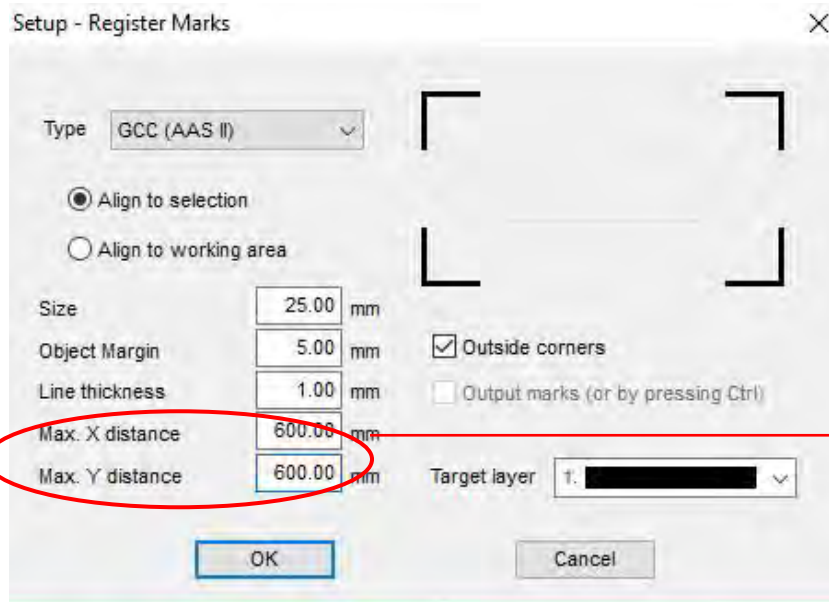 Setup - Register Marks
Type GCC (AAS II)
Align to selection
Align to working area
Size 25.00 mm
Object Margin 5.00 mm
Outside corners
Line thickness 1.00 mm
Output marks (or by pressing Ctrl)
Max. X distance 600.00 mm
Max. Y distance 600.00 mm
Target layer 1.
OK Cancel